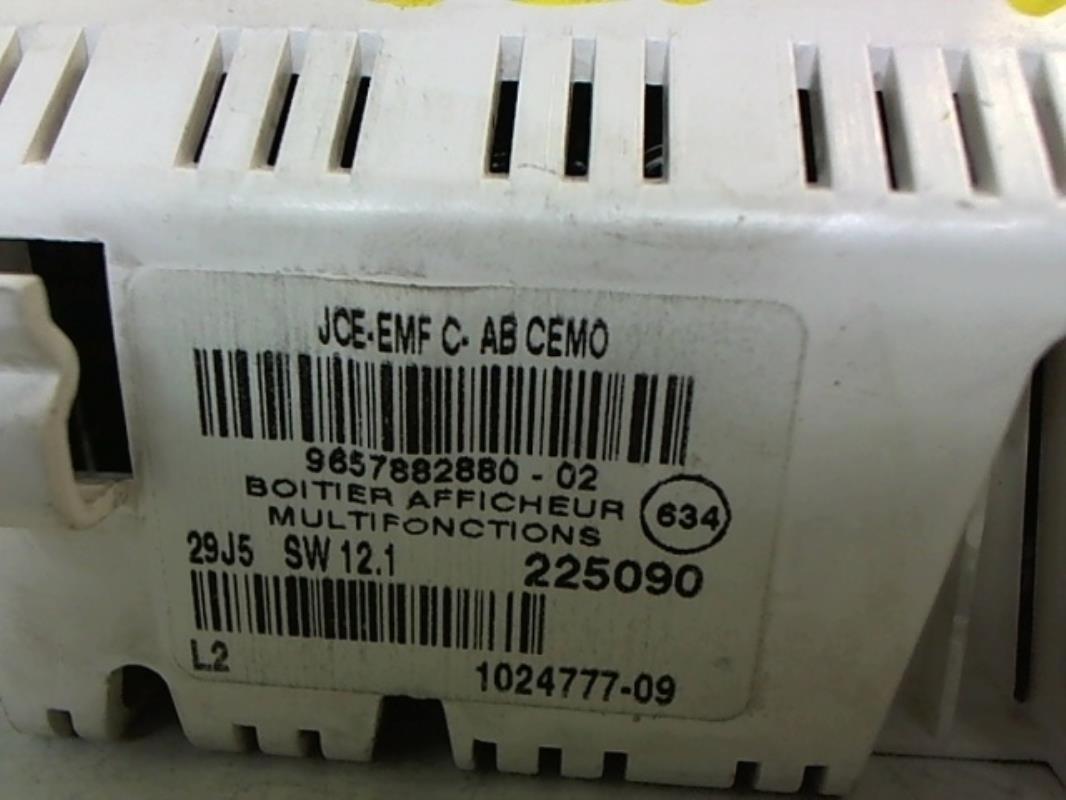 JCE-EMF C- AB CEMO
9657882880 - 02
BOITIER AFFICHEUR
MULTIFONCTIONS
634
29J5 SW 12.1 225090
L2 1024777-09